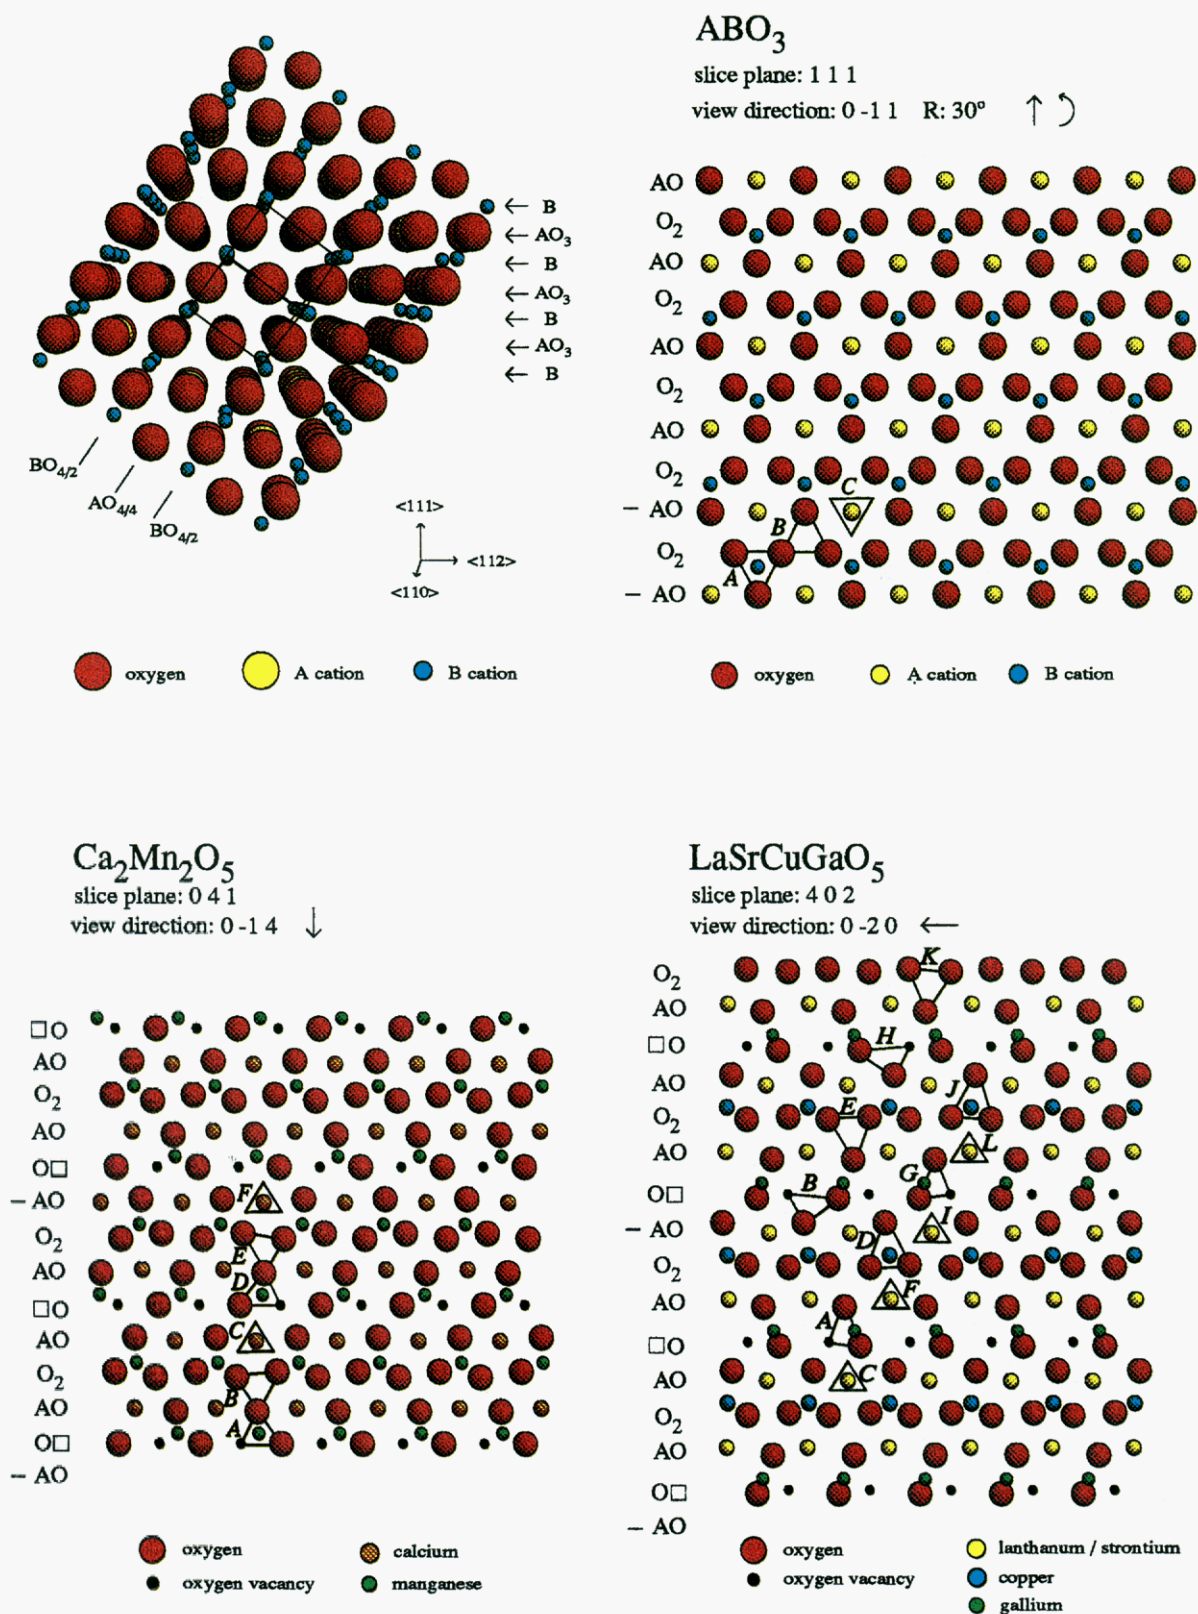 ← B
← AO₃
← B
← AO₃
← B
← AO₃
← B
BO₄/₂
AO₄/₄
BO₄/₂
<111>
<112>
<110>
oxygen A cation B cation
ABO₃
slice plane: 1 1 1
view direction: 0 -1 1 R: 30º ↑
AO
O₂
AO
O₂
AO
O₂
AO
O₂
– AO
O₂
– AO
A
B
C
oxygen A cation B cation
Ca₂Mn₂O₅
slice plane: 0 4 1
view direction: 0 -1 4 ↓
□O
AO
O₂
AO
O□
– AO
O₂
AO
□O
AO
O₂
AO
O□
– AO
F
E
D
C
B
A
oxygen calcium
oxygen vacancy manganese
LaSrCuGaO₅
slice plane: 4 0 2
view direction: 0 -2 0 ←
O₂
AO
□O
AO
O₂
AO
O□
– AO
O₂
AO
□O
AO
O₂
AO
O□
– AO
K
H
J
E
L
G
B
I
D
F
A
C
oxygen lanthanum / strontium
oxygen vacancy copper
gallium